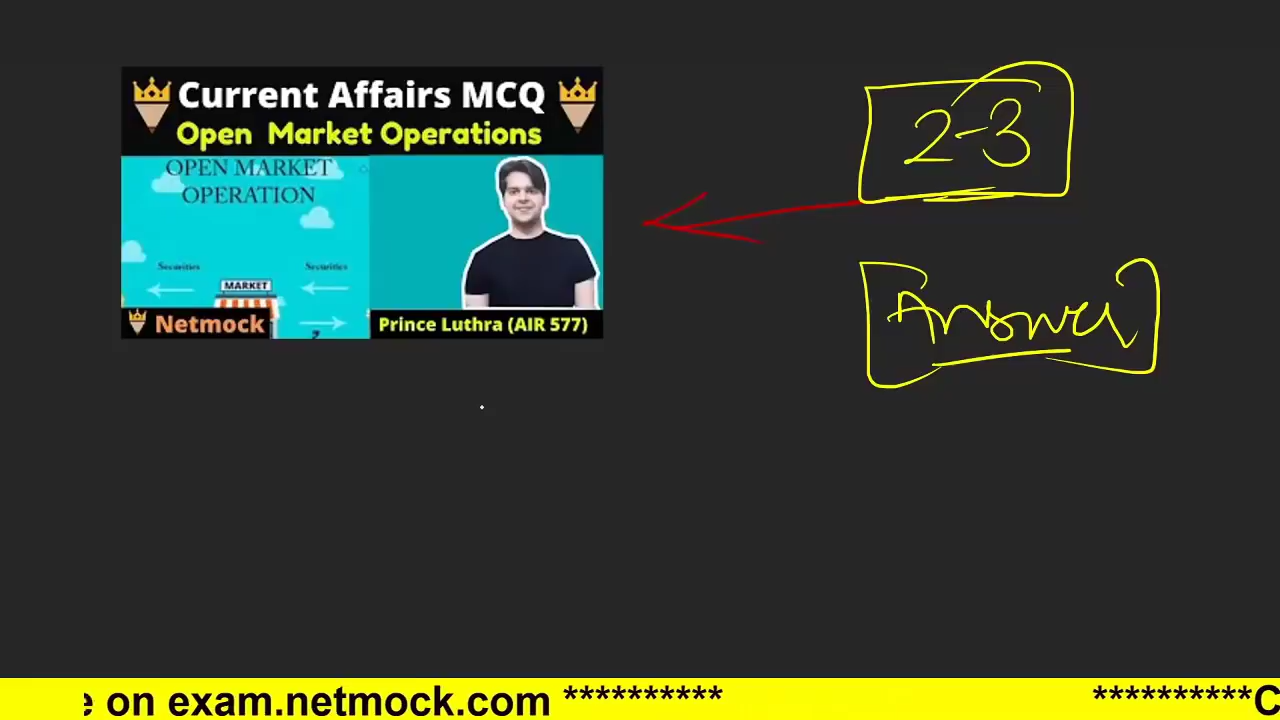 Current Affairs MCQ
Open Market Operations
OPEN MARKET
OPERATION
Securities
Securities
MARKET
Netmock
Prince Luthra (AIR 577)
2-3
Answer
e on exam.netmock.com ********** **********C